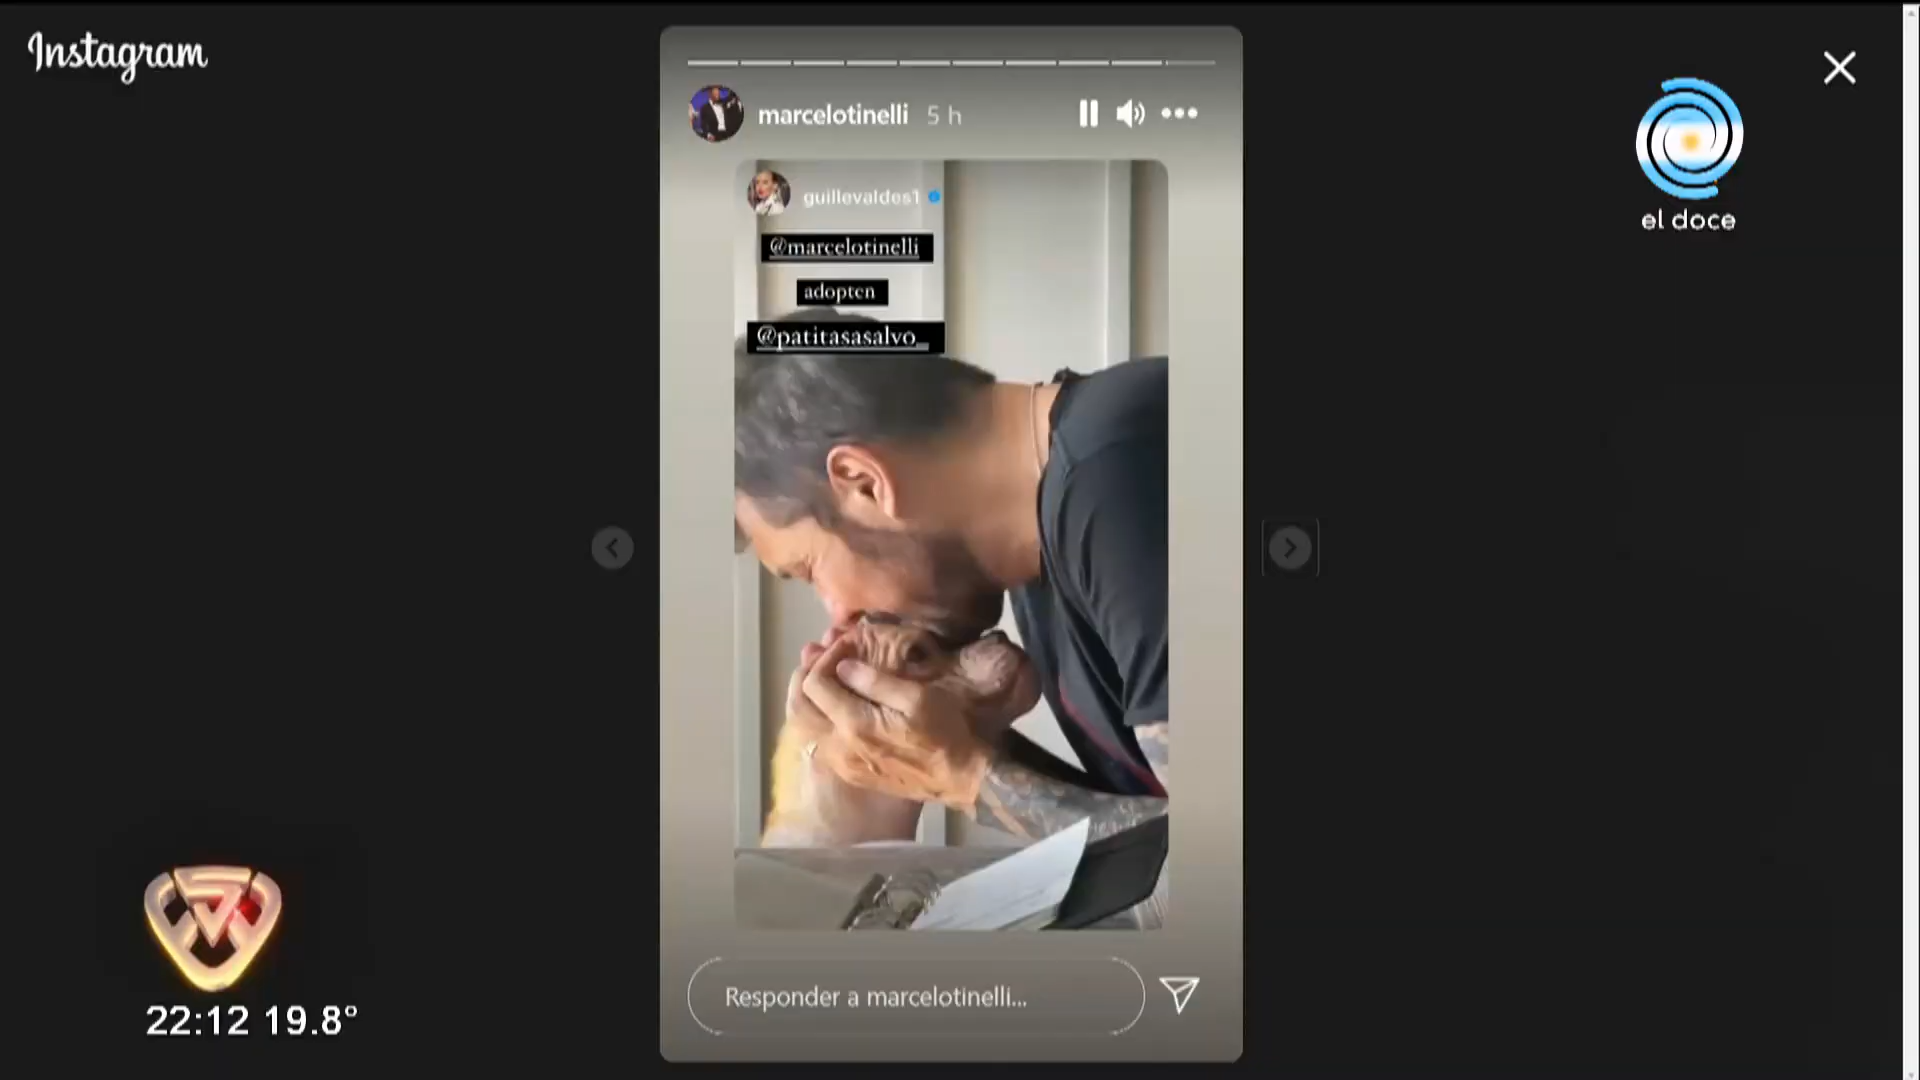 Instagram
marcelotinelli 5 h
guillevaldes1
@marcelotinelli
adopten
@patitasasalvo_
el doce
Responder a marcelotinelli...
22:12 19.8°